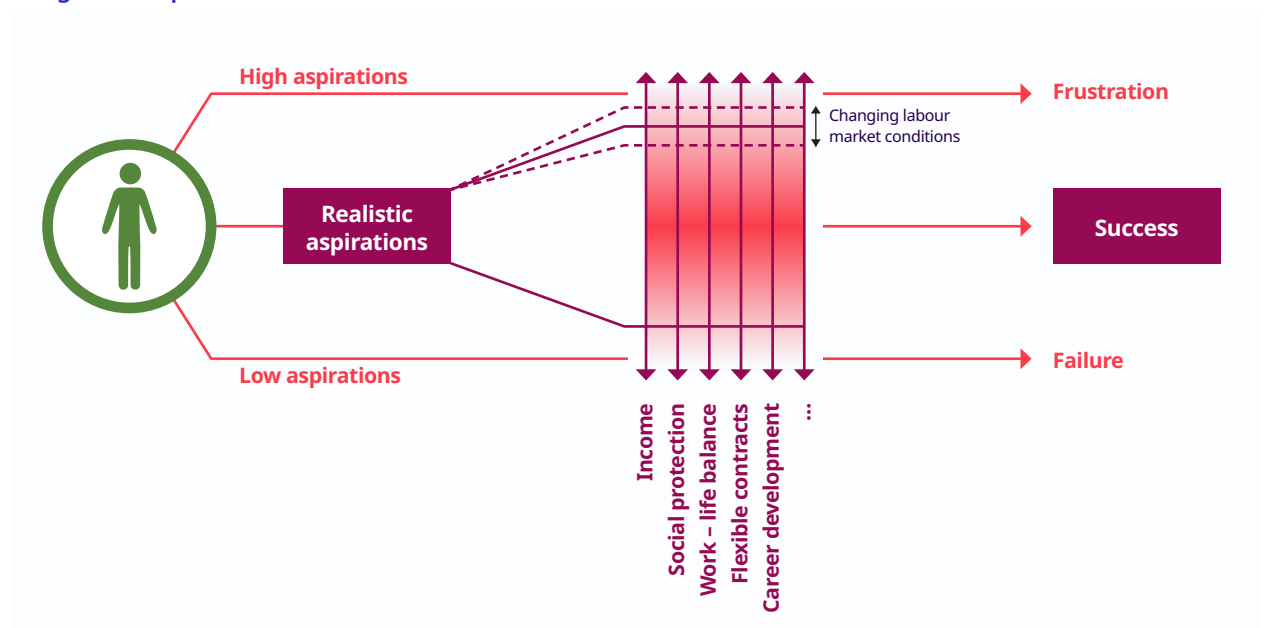 High aspirations
Frustration
Changing labour
market conditions
Realistic
aspirations
Success
Low aspirations
Failure
Income
Social protection
Work – life balance
Flexible contracts
Career development
...